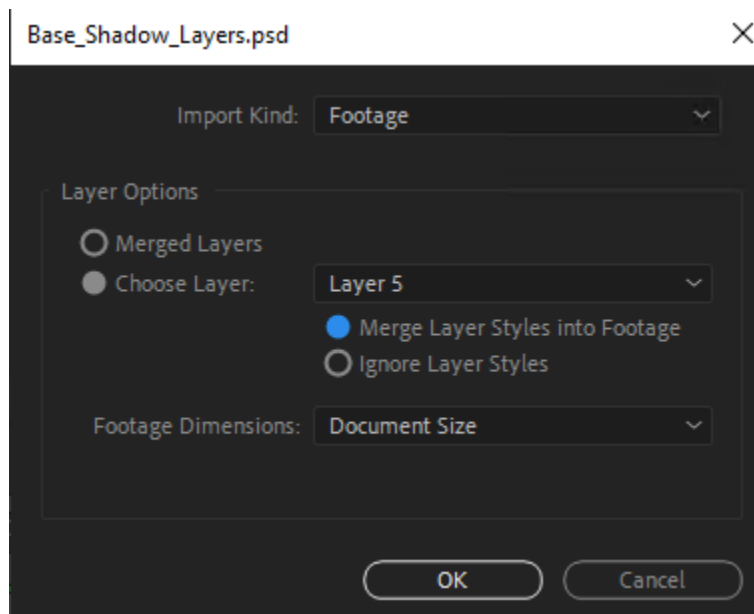 Base_Shadow_Layers.psd
Import Kind: Footage
Layer Options
Merged Layers
Choose Layer: Layer 5
Merge Layer Styles into Footage
Ignore Layer Styles
Footage Dimensions: Document Size
OK Cancel